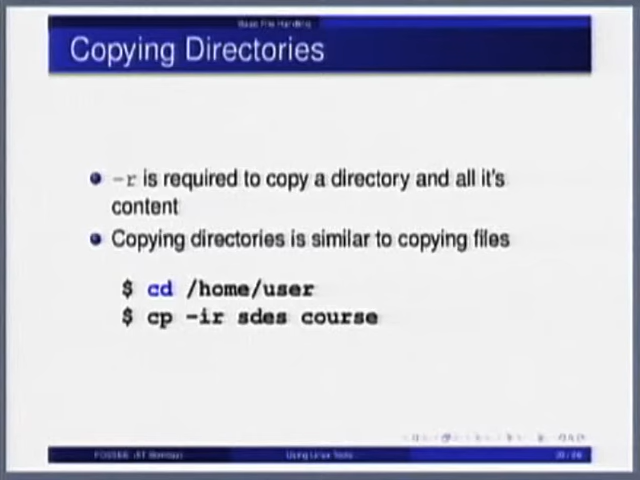 Basic File Handling
Copying Directories
-r is required to copy a directory and all it's
content
Copying directories is similar to copying files
$ cd /home/user
$ cp -ir sdes course
Using Linux Tools